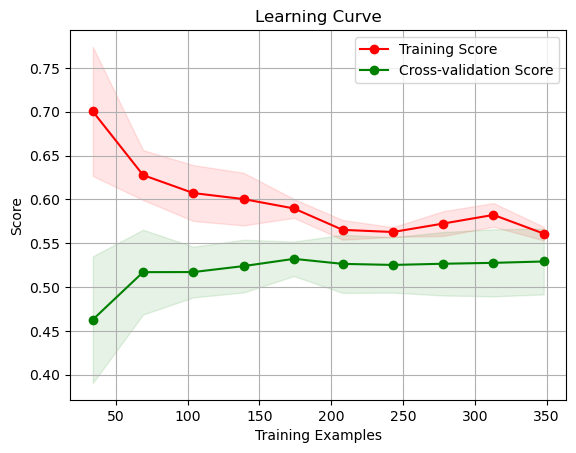 Learning Curve
Training Score
Cross-validation Score
Score
0.75
0.70
0.65
0.60
0.55
0.50
0.45
0.40
50 100 150 200 250 300 350
Training Examples